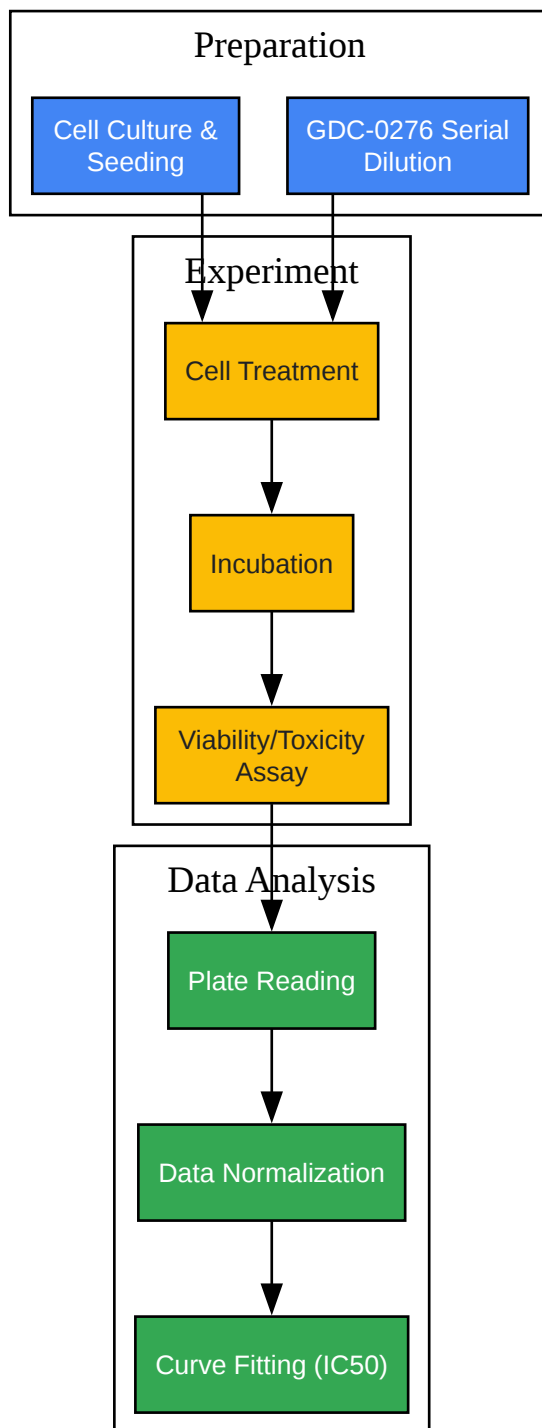 Preparation
Cell Culture &
Seeding
GDC-0276 Serial
Dilution
Experiment
Cell Treatment
Incubation
Viability/Toxicity
Assay
Data Analysis
Plate Reading
Data Normalization
Curve Fitting (IC50)